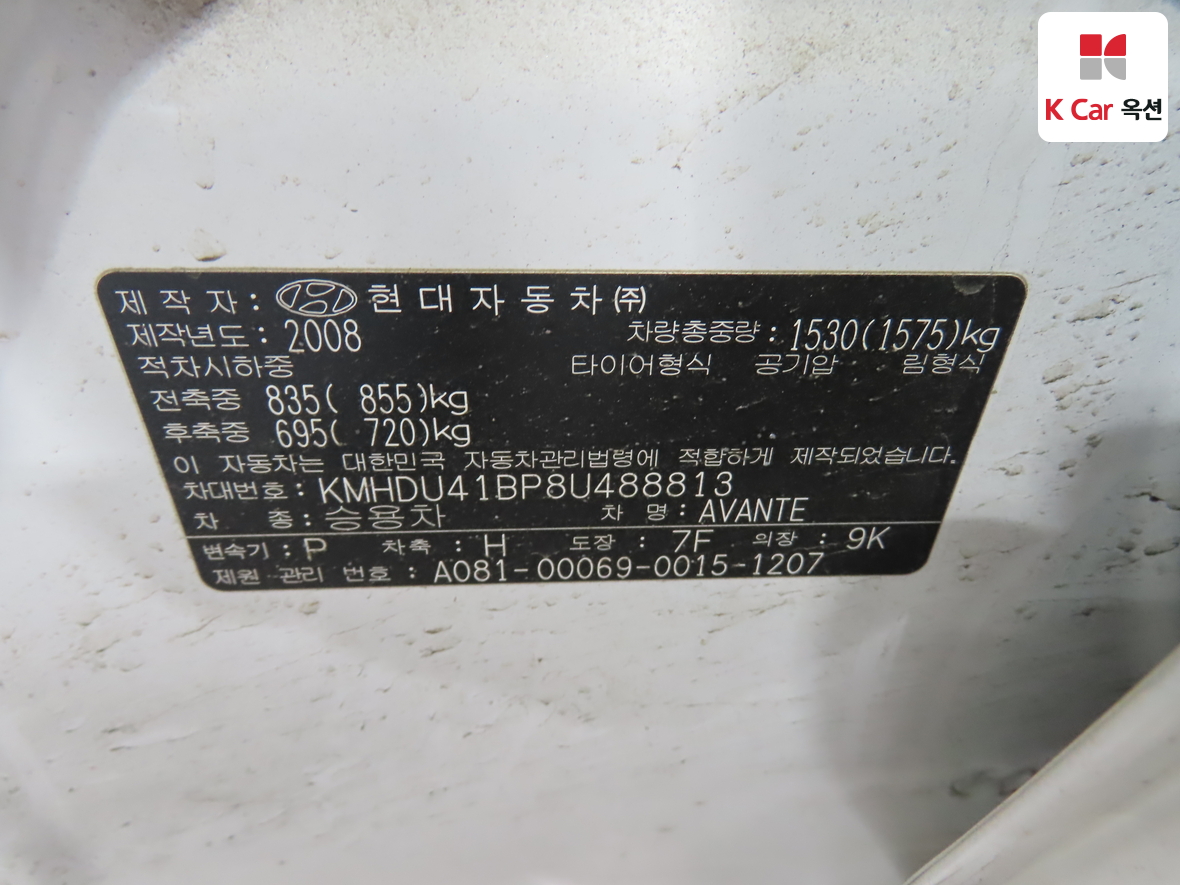 K Car 옥션
제 작 자 : 현 대 자 동 차 ㈜
제작년도 : 2008 차량총중량 : 1530(1575)kg
적차시하중 타이어형식 공기압 림형식
전축중 835( 855)kg
후축중 695( 720)kg
이 자동차는 대한민국 자동차관리법령에 적합하게 제작되었습니다.
차대번호 : KMHDU41BP8U488813
차 종 : 승용차 차 명 : AVANTE
변속기 : P 차축 : H 도장 : 7F 의장 : 9K
제원 관리 번호 : A081-00069-0015-1207